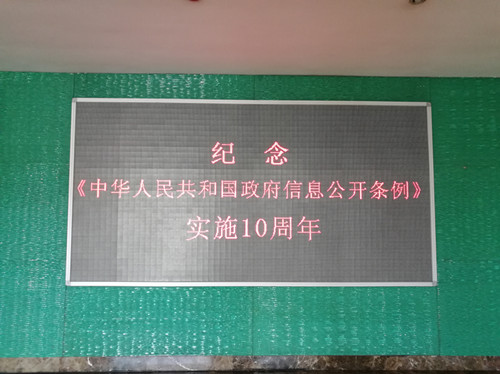 纪 念
《中华人民共和国政府信息公开条例》
实施10周年